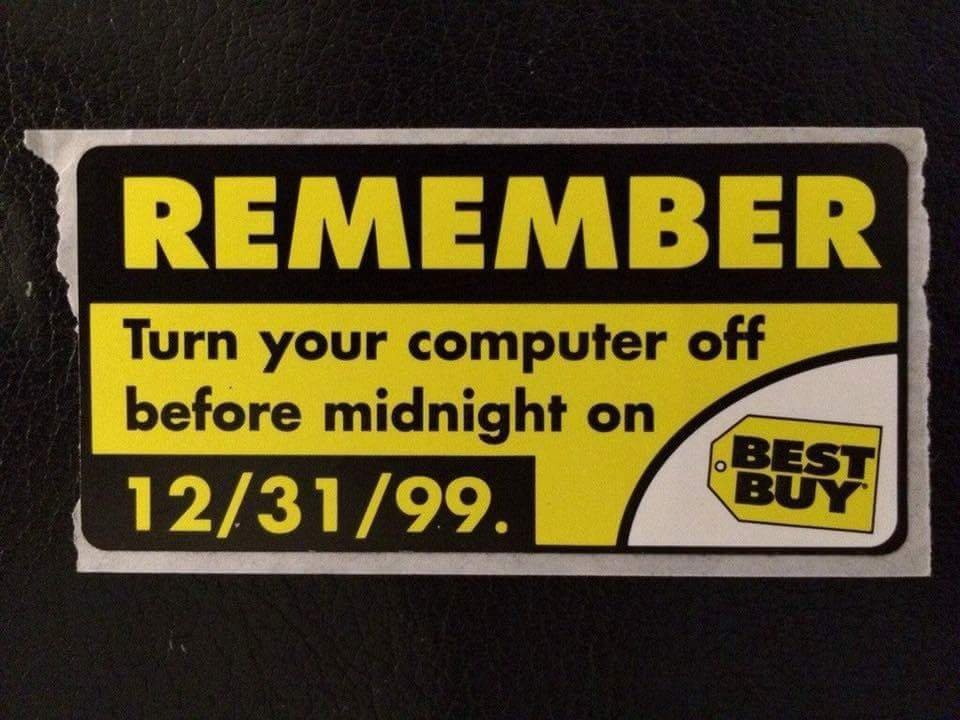 REMEMBER
Turn your computer off
before midnight on
12/31/99.
BEST
BUY